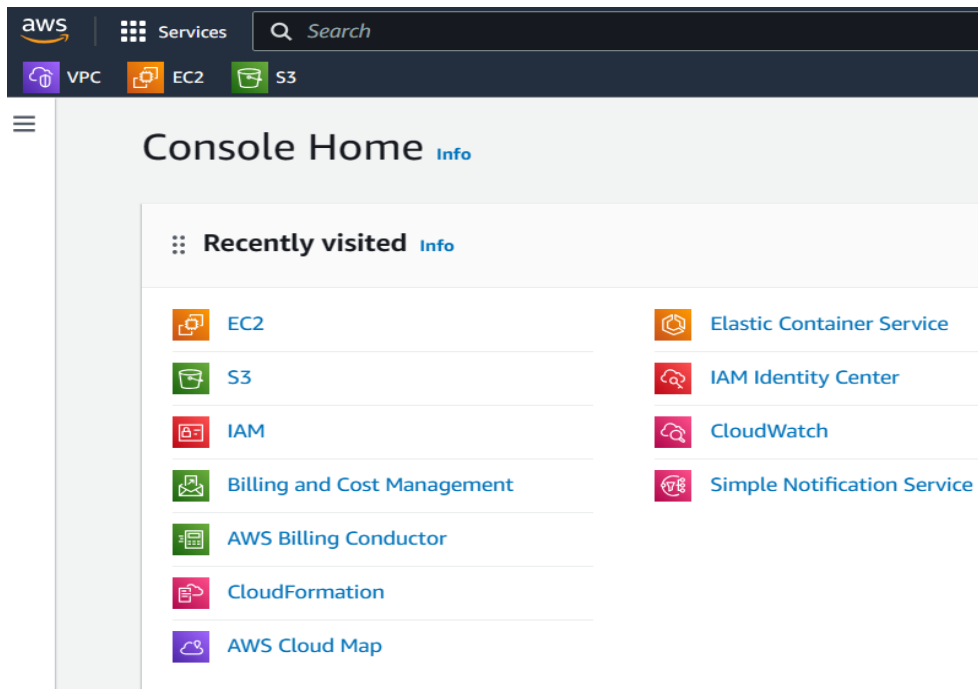 aws Services Search
VPC EC2 S3
Console Home Info
Recently visited Info
EC2
S3
IAM
Billing and Cost Management
AWS Billing Conductor
CloudFormation
AWS Cloud Map
Elastic Container Service
IAM Identity Center
CloudWatch
Simple Notification Service